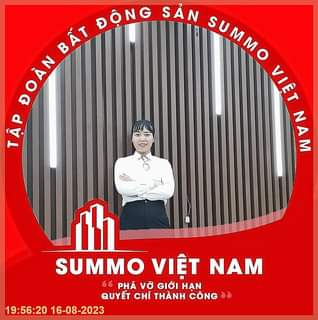 TẬP ĐOÀN BẤT ĐỘNG SẢN SUMMO VIỆT NAM
SUMMO VIỆT NAM
“ PHÁ VỠ GIỚI HẠN
QUYẾT CHÍ THÀNH CÔNG ”
19:56:20 16-08-2023